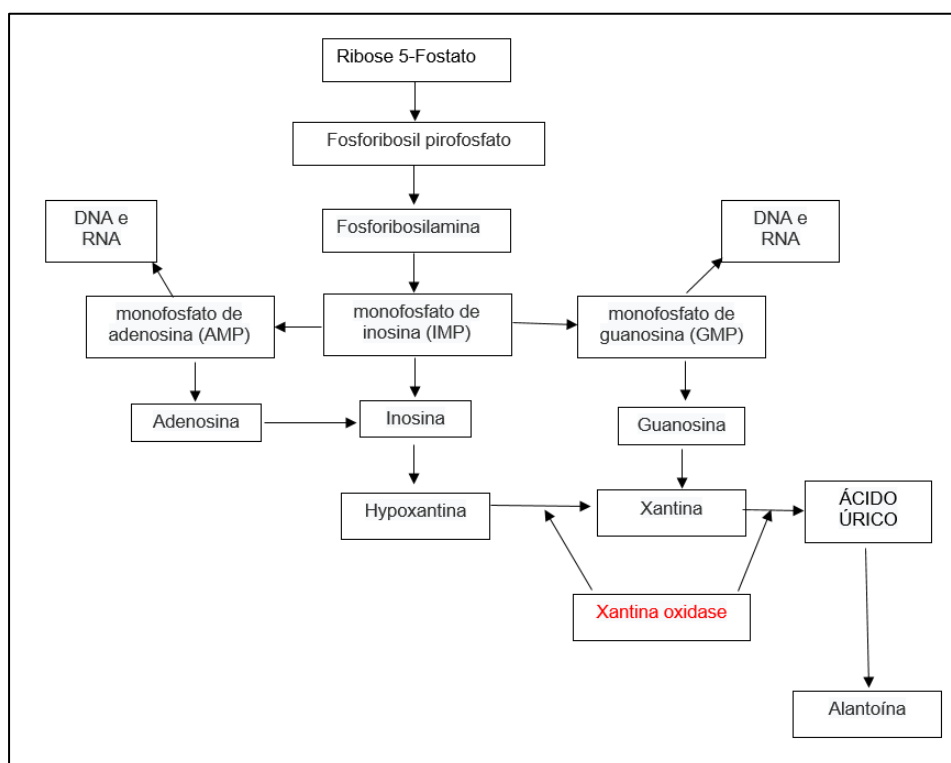 Ribose 5-Fostato
Fosforibosil pirofosfato
Fosforibosilamina
DNA e
RNA
DNA e
RNA
monofosfato de
adenosina (AMP)
monofosfato de
inosina (IMP)
monofosfato de
guanosina (GMP)
Adenosina
Inosina
Guanosina
Hypoxantina
Xantina
ÁCIDO
ÚRICO
Xantina oxidase
Alantoína